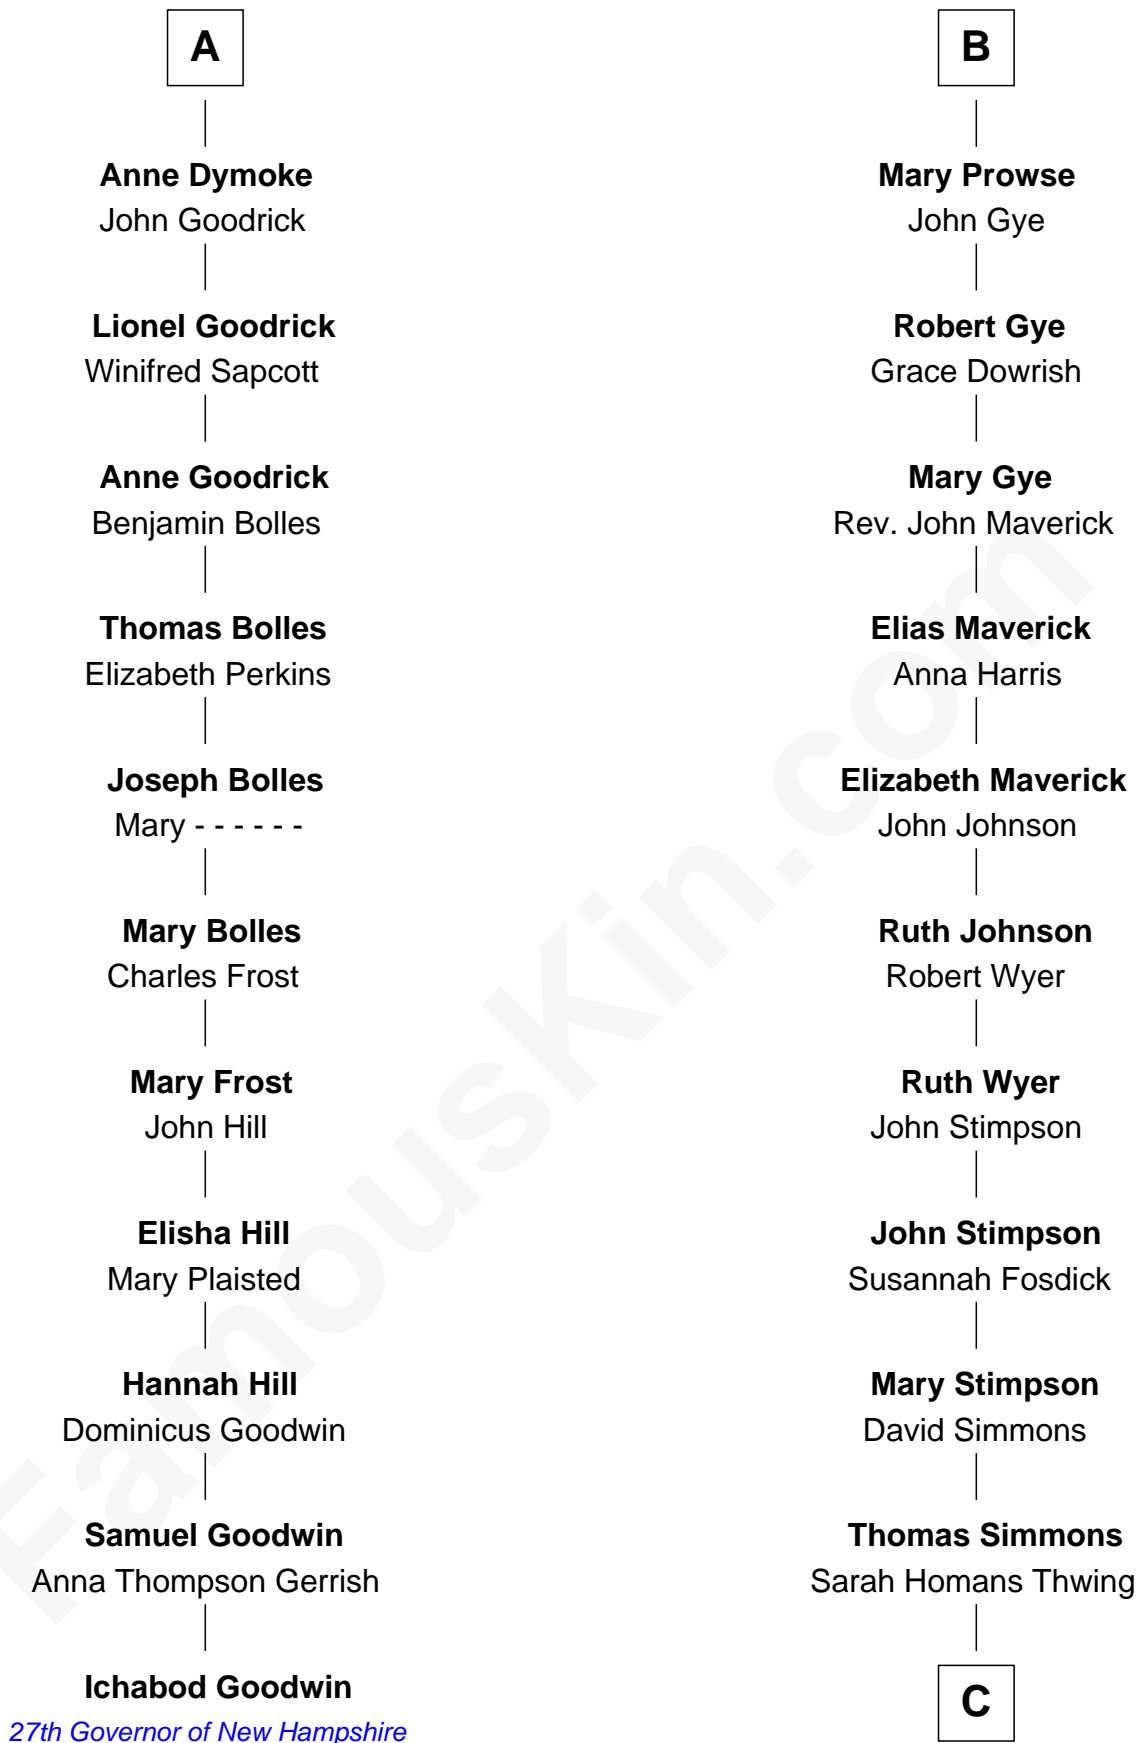 A
Anne Dymoke
John Goodrick
Lionel Goodrick
Winifred Sapcott
Anne Goodrick
Benjamin Bolles
Thomas Bolles
Elizabeth Perkins
Joseph Bolles
Mary - - - - - -
Mary Bolles
Charles Frost
Mary Frost
John Hill
Elisha Hill
Mary Plaisted
Hannah Hill
Dominicus Goodwin
Samuel Goodwin
Anna Thompson Gerrish
Ichabod Goodwin
27th Governor of New Hampshire
B
Mary Prowse
John Gye
Robert Gye
Grace Dowrish
Mary Gye
Rev. John Maverick
Elias Maverick
Anna Harris
Elizabeth Maverick
John Johnson
Ruth Johnson
Robert Wyer
Ruth Wyer
John Stimpson
John Stimpson
Susannah Fosdick
Mary Stimpson
David Simmons
Thomas Simmons
Sarah Homans Thwing
C
FamousKin.com